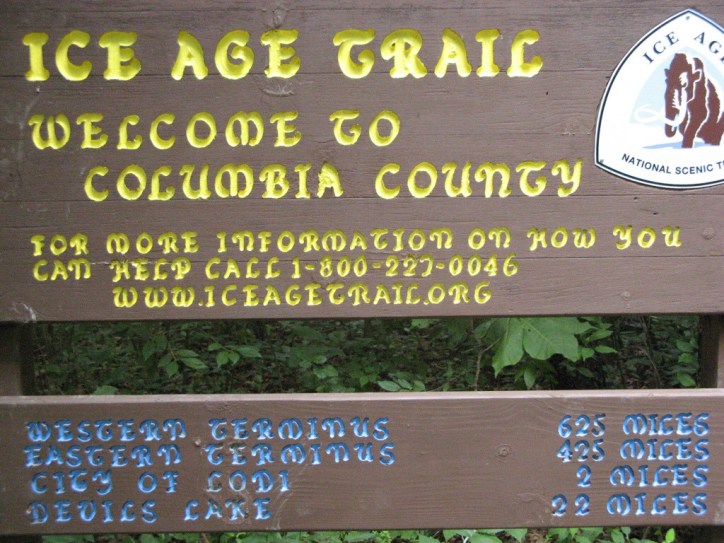 ICE AGE TRAIL
WELCOME TO
COLUMBIA COUNTY
FOR MORE INFORMATION ON HOW YOU
CAN HELP CALL 1-800-227-0046
WWW.ICEAGETRAIL.ORG
ICE AGE
NATIONAL SCENIC
WESTERN TERMINUS 625 MILES
EASTERN TERMINUS 425 MILES
CITY OF LODI 2 MILES
DEVILS LAKE 22 MILES